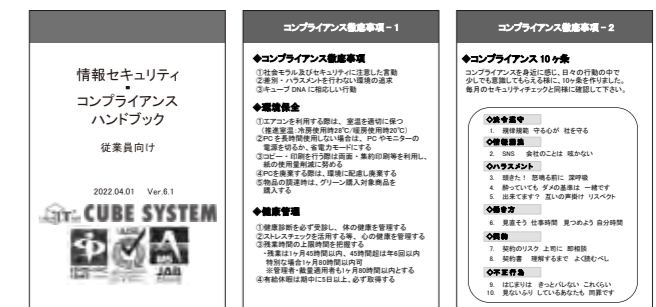 情報セキュリティ
・
コンプライアンス
ハンドブック
従業員向け
2022.04.01 Ver.6.1
CUBE SYSTEM
JAB
コンプライアンス徹底事項－1
◆コンプライアンス徹底事項
①社会モラル及びセキュリティに注意した言動
②差別・ハラスメントを行わない環境の追求
③キューブ DNA に相応しい行動
◆環境保全
①エアコンを利用する際は、室温を適切に保つ
（推進室温:冷房使用時28℃/暖房使用時20℃）
②PCを長時間使用しない場合は、PC やモニターの
電源を切るか、省電力モードにする
③コピー・印刷を行う際は両面・集約印刷等を利用し、
紙の使用量削減に努める
④PCを廃棄する際は、環境に配慮し廃棄する
⑤物品の調達時は、グリーン購入対象商品を
購入する
◆健康管理
①健康診断を必ず受診し、体の健康を管理する
②ストレスチェックを活用する等、心の健康を管理する
③残業時間の上限時間を把握する
・残業は1ヶ月45時間以内、45時間超は年6回以内
特別な場合1ヶ月80時間以内可
※管理者・裁量適用者も1ヶ月80時間以内とする
④有給休暇は期中に5日以上、必ず取得する
コンプライアンス徹底事項－2
◆コンプライアンス 10ヶ条
コンプライアンスを身近に感じ、日々の行動の中で
少しでも意識してもらえる様に、10ヶ条を作りました。
毎月のセキュリティチェックと同様に確認して下さい。
◇法令遵守
1. 規律規範 守る心が 社を守る
◇情報漏洩
2. SNS 会社のことは 呟かない
◇ハラスメント
3. 頭きた！ 怒鳴る前に 深呼吸
4. 酔っていても ダメの基準は 一緒です
5. 出来てます？ 互いの声掛け リスペクト
◇働き方
6. 見直そう 仕事時間 見つめよう 自分時間
◇契約
7. 契約のリスク 上司に 即相談
8. 契約書 理解するまで よく読むべし
◇不正行為
9. はじまりは きっとバレない これくらい
10. 見ないふり しているあなたも 同罪です